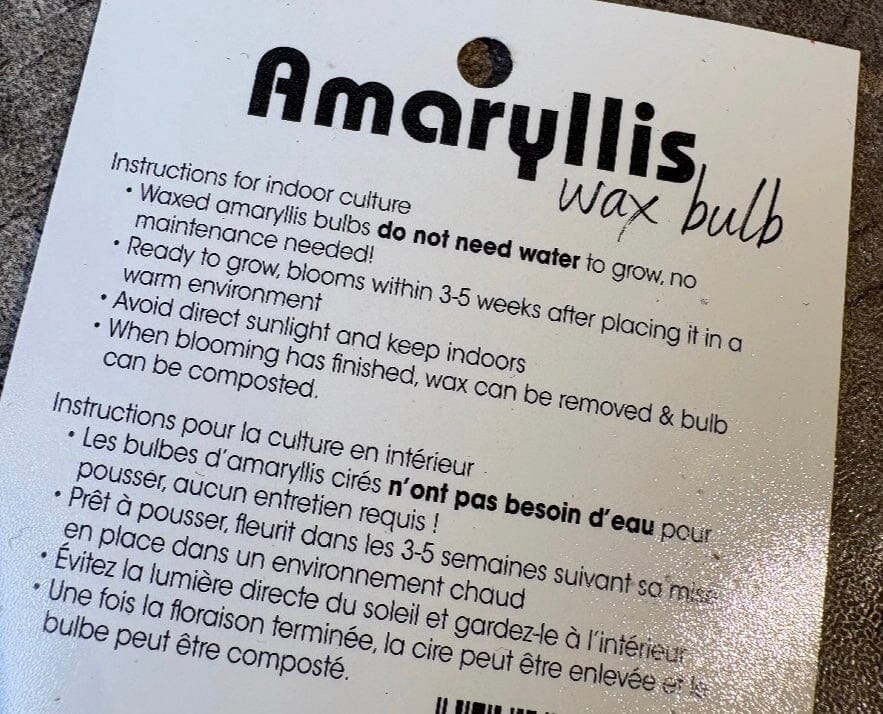 Amaryllis
wax bulb
Instructions for indoor culture
• Waxed amaryllis bulbs do not need water to grow, no
maintenance needed!
• Ready to grow, blooms within 3-5 weeks after placing it in a
warm environment
• Avoid direct sunlight and keep indoors
• When blooming has finished, wax can be removed & bulb
can be composted.
Instructions pour la culture en intérieur
• Les bulbes d'amaryllis cirés n'ont pas besoin d'eau pour
pousser, aucun entretien requis !
• Prêt à pousser, fleurit dans les 3-5 semaines suivant sa mise
en place dans un environnement chaud
• Évitez la lumière directe du soleil et gardez-le à l'intérieur
• Une fois la floraison terminée, la cire peut être enlevée et le
bulbe peut être composté.